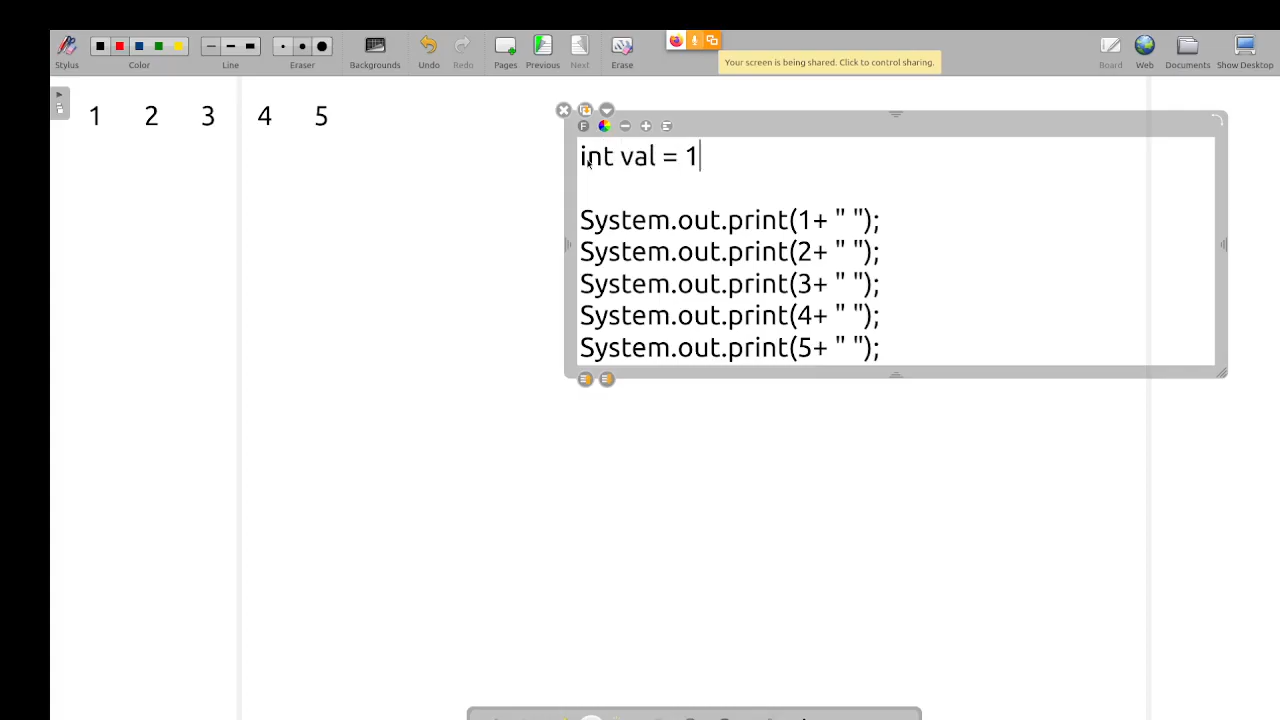 Stylus Color Line Eraser Backgrounds Undo Redo Pages Previous Next Erase Board Web Documents Show Desktop
Your screen is being shared. Click to control sharing.
1 2 3 4 5
F
int val = 1
System.out.print(1+ " ");
System.out.print(2+ " ");
System.out.print(3+ " ");
System.out.print(4+ " ");
System.out.print(5+ " ");